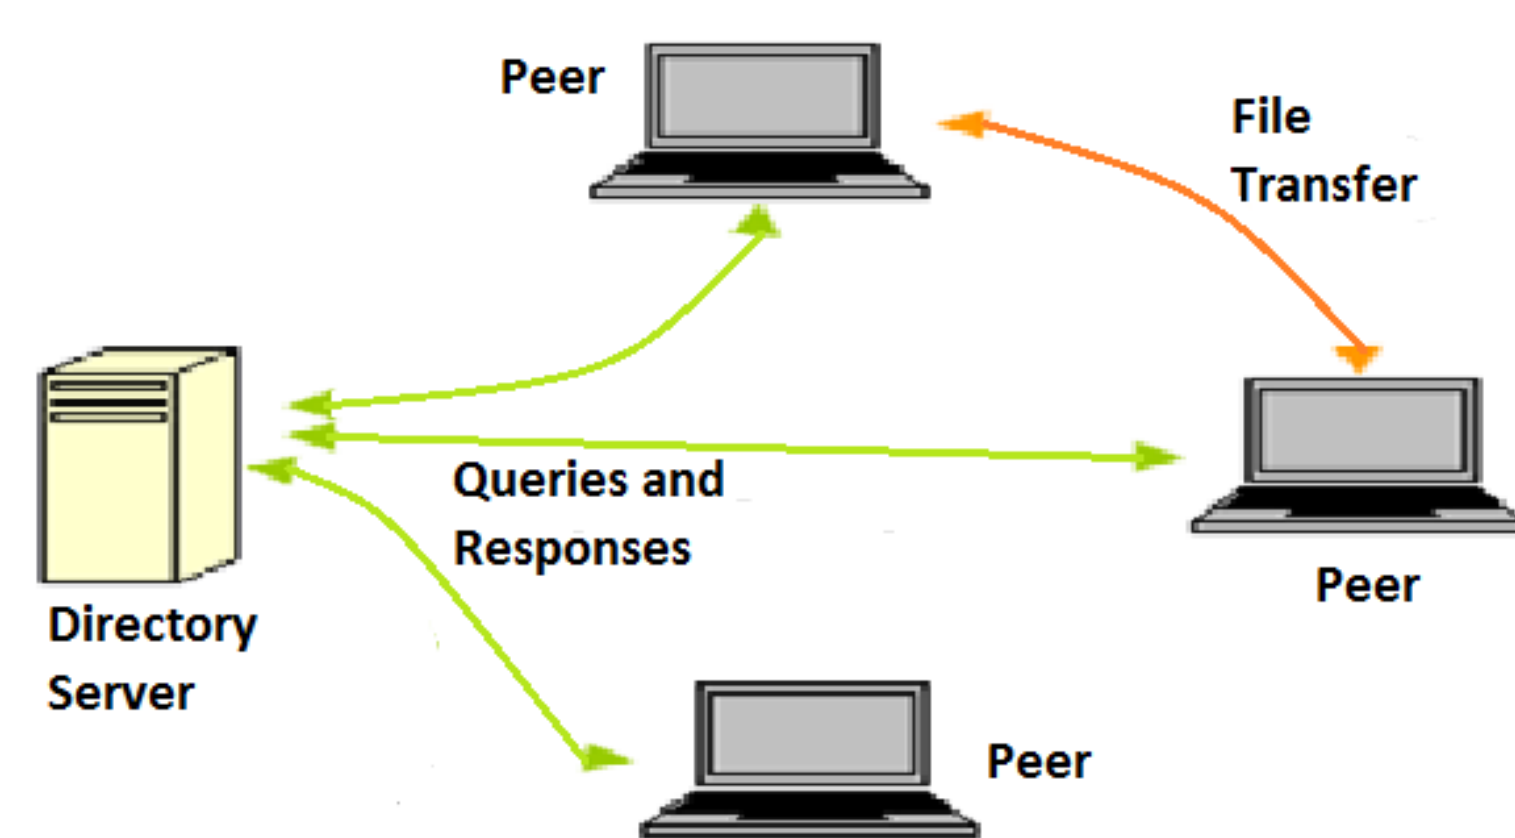 Peer
File
Transfer
Queries and
Responses
Peer
Directory
Server
Peer